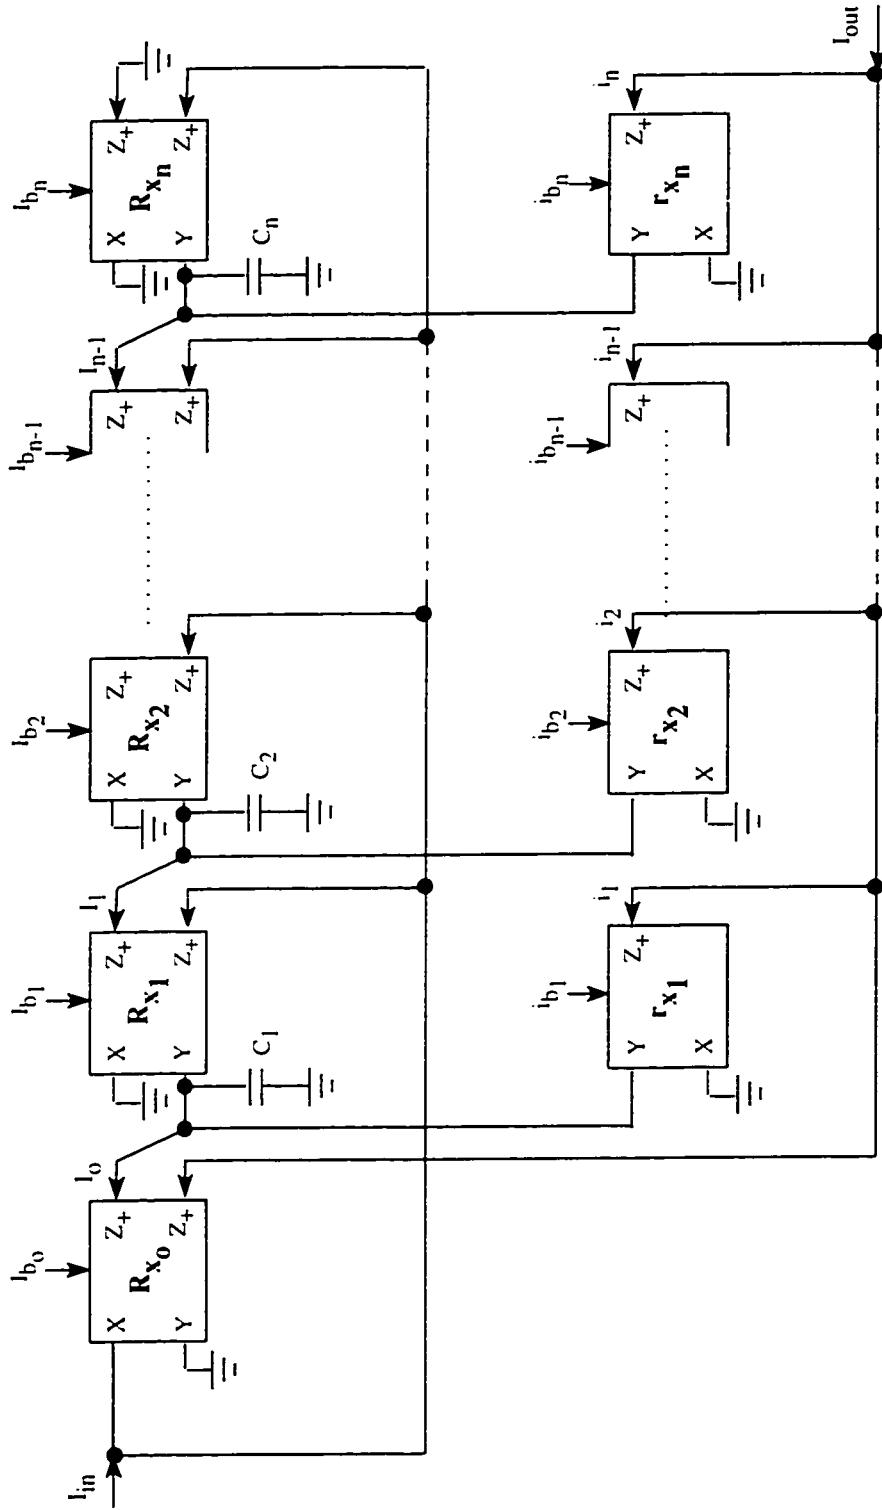 I_in
I_b_o
X Z+
R_x_o
Y Z+
I_o
I_b_1
X Z+
R_x_1
Y Z+
C_1
I_1
I_b_2
X Z+
R_x_2
Y Z+
C_2
I_b_n-1
Z+
Z+
I_n-1
I_b_n
X Z+
R_x_n
Y Z+
C_n
i_b_1
Y Z+
r_x_1
X
i_1
i_b_2
Y Z+
r_x_2
X
i_2
i_b_n-1
Z+
i_n-1
i_b_n
Y Z+
r_x_n
X
i_n
I_out